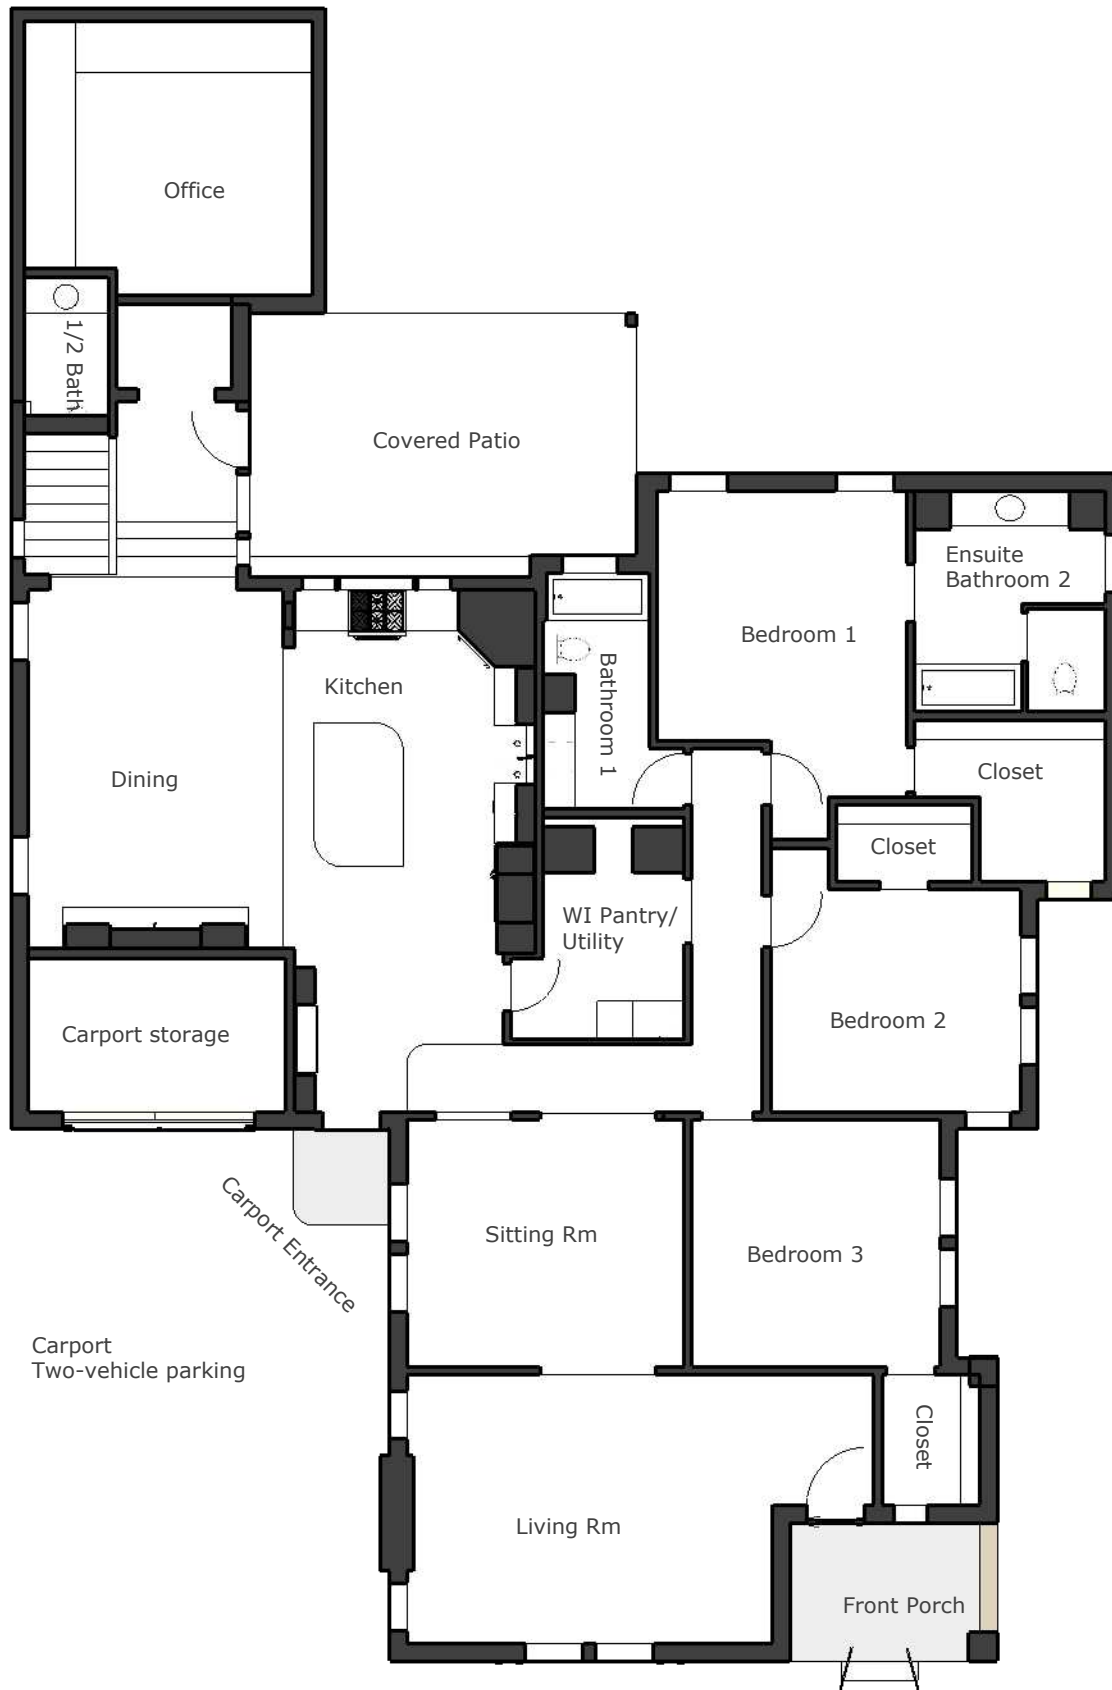 Office
1/2 Bath
Covered Patio
Ensuite
Bathroom 2
Bedroom 1
Kitchen
Bathroom 1
Dining
Closet
Closet
WI Pantry/
Utility
Bedroom 2
Carport storage
Carport Entrance
Sitting Rm
Bedroom 3
Carport
Two-vehicle parking
Closet
Living Rm
Front Porch